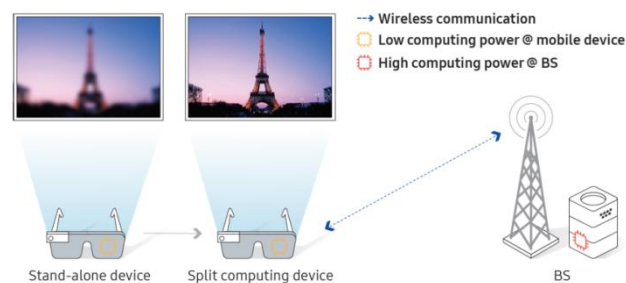 Wireless communication
Low computing power @ mobile device
High computing power @ BS
Stand-alone device
Split computing device
BS